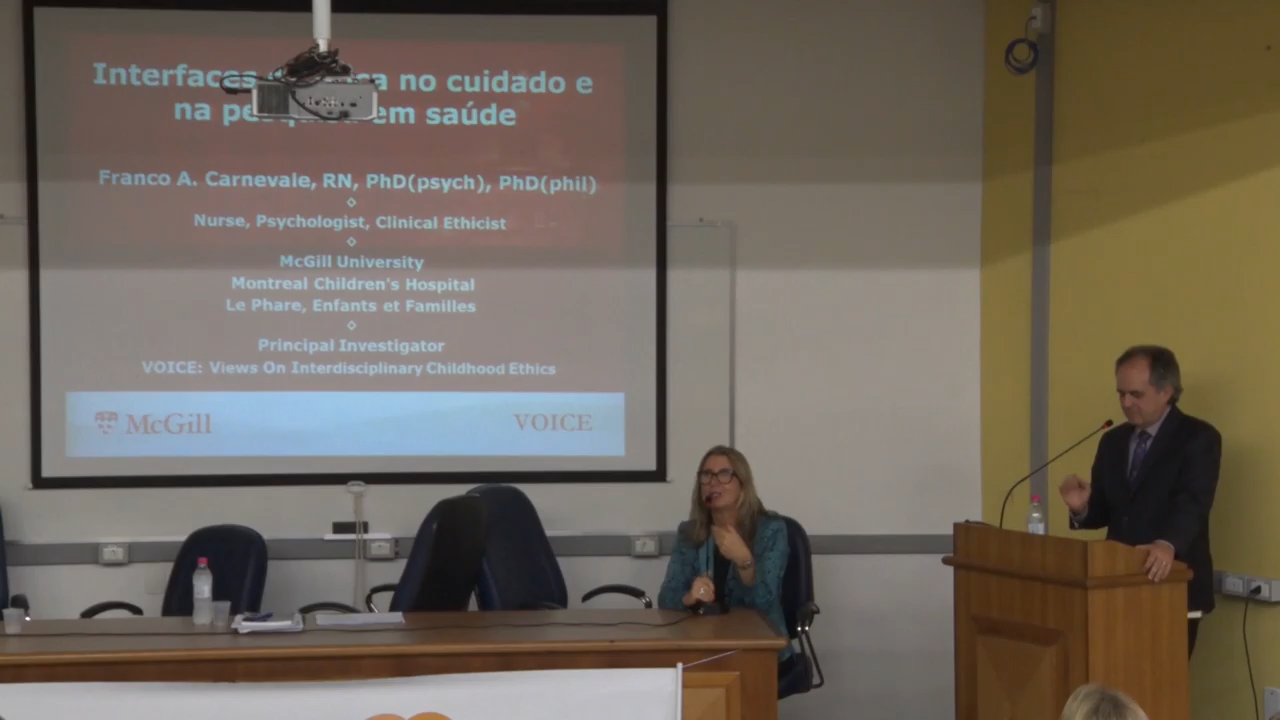 Interfaces no cuidado e
na em saúde
Franco A. Carnevale, RN, PhD(psych), PhD(phil)
Nurse, Psychologist, Clinical Ethicist
McGill University
Montreal Children's Hospital
Le Phare, Enfants et Familles
Principal Investigator
VOICE: Views On Interdisciplinary Childhood Ethics
McGill
VOICE